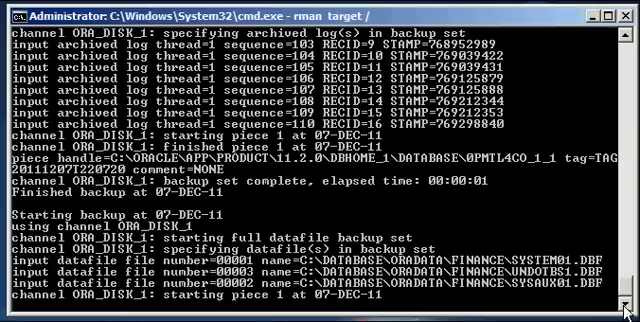 Administrator: C:\Windows\System32\cmd.exe - rman target /
channel ORA_DISK_1: specifying archived log(s) in backup set
input archived log thread=1 sequence=103 RECID=9 STAMP=768952989
input archived log thread=1 sequence=104 RECID=10 STAMP=769039422
input archived log thread=1 sequence=105 RECID=11 STAMP=769039431
input archived log thread=1 sequence=106 RECID=12 STAMP=769125879
input archived log thread=1 sequence=107 RECID=13 STAMP=769125888
input archived log thread=1 sequence=108 RECID=14 STAMP=769212344
input archived log thread=1 sequence=109 RECID=15 STAMP=769212353
input archived log thread=1 sequence=110 RECID=16 STAMP=769298840
channel ORA_DISK_1: starting piece 1 at 07-DEC-11
channel ORA_DISK_1: finished piece 1 at 07-DEC-11
piece handle=C:\ORACLE\APP\PRODUCT\11.2.0\DBHOME_1\DATABASE\0PMTL4CO_1_1 tag=TAG
20111207T220720 comment=NONE
channel ORA_DISK_1: backup set complete, elapsed time: 00:00:01
Finished backup at 07-DEC-11
Starting backup at 07-DEC-11
using channel ORA_DISK_1
channel ORA_DISK_1: starting full datafile backup set
channel ORA_DISK_1: specifying datafile(s) in backup set
input datafile file number=00001 name=C:\DATABASE\ORADATA\FINANCE\SYSTEM01.DBF
input datafile file number=00003 name=C:\DATABASE\ORADATA\FINANCE\UNDOTBS1.DBF
input datafile file number=00002 name=C:\DATABASE\ORADATA\FINANCE\SYSAUX01.DBF
channel ORA_DISK_1: starting piece 1 at 07-DEC-11